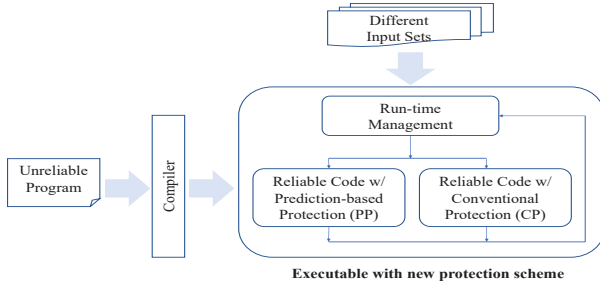 Different
Input Sets
Run-time
Management
Unreliable
Program
Compiler
Reliable Code w/
Prediction-based
Protection (PP)
Reliable Code w/
Conventional
Protection (CP)
Executable with new protection scheme